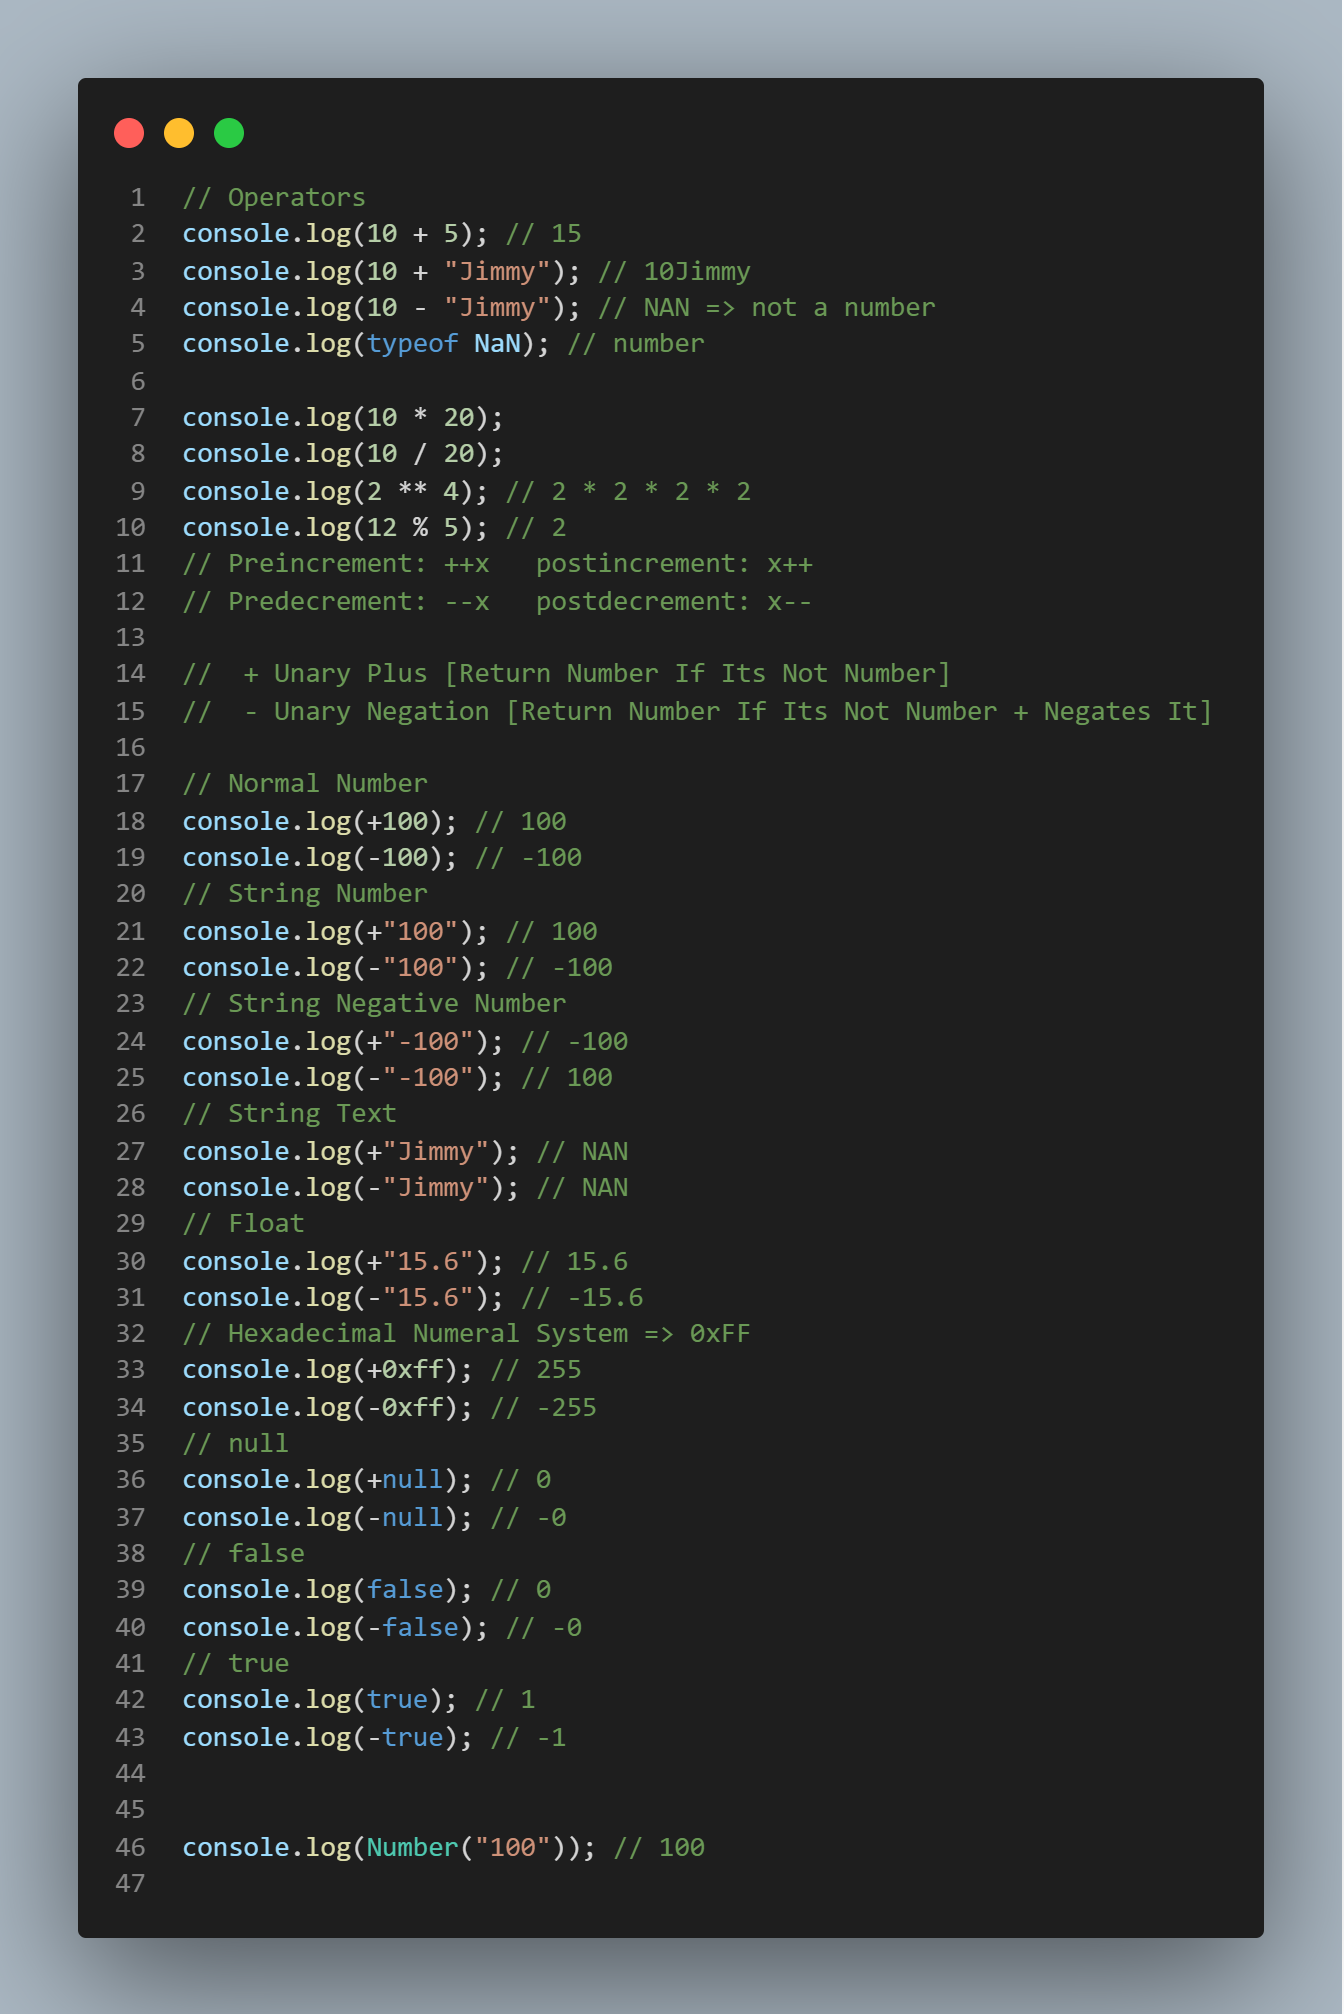 1 // Operators
2 console.log(10 + 5); // 15
3 console.log(10 + "Jimmy"); // 10Jimmy
4 console.log(10 - "Jimmy"); // NAN => not a number
5 console.log(typeof NaN); // number
6
7 console.log(10 * 20);
8 console.log(10 / 20);
9 console.log(2 ** 4); // 2 * 2 * 2 * 2
10 console.log(12 % 5); // 2
11 // Preincrement: ++x   postincrement: x++
12 // Predecrement: --x   postdecrement: x--
13
14 //  + Unary Plus [Return Number If Its Not Number]
15 //  - Unary Negation [Return Number If Its Not Number + Negates It]
16
17 // Normal Number
18 console.log(+100); // 100
19 console.log(-100); // -100
20 // String Number
21 console.log(+"100"); // 100
22 console.log(-"100"); // -100
23 // String Negative Number
24 console.log(+"-100"); // -100
25 console.log(-"-100"); // 100
26 // String Text
27 console.log(+"Jimmy"); // NAN
28 console.log(-"Jimmy"); // NAN
29 // Float
30 console.log(+"15.6"); // 15.6
31 console.log(-"15.6"); // -15.6
32 // Hexadecimal Numeral System => 0xFF
33 console.log(+0xff); // 255
34 console.log(-0xff); // -255
35 // null
36 console.log(+null); // 0
37 console.log(-null); // -0
38 // false
39 console.log(false); // 0
40 console.log(-false); // -0
41 // true
42 console.log(true); // 1
43 console.log(-true); // -1
44
45
46 console.log(Number("100")); // 100
47